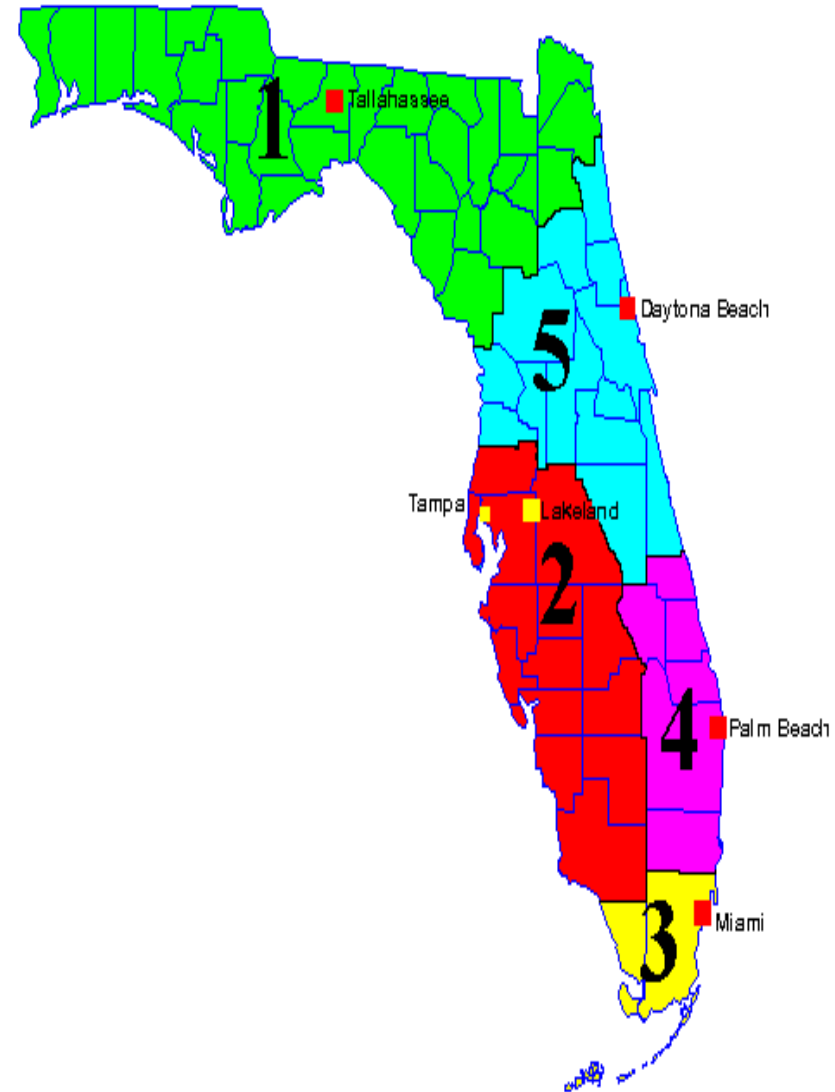 1
Tallahassee
5
Daytona Beach
Tampa
Lakeland
2
4
Palm Beach
3
Miami